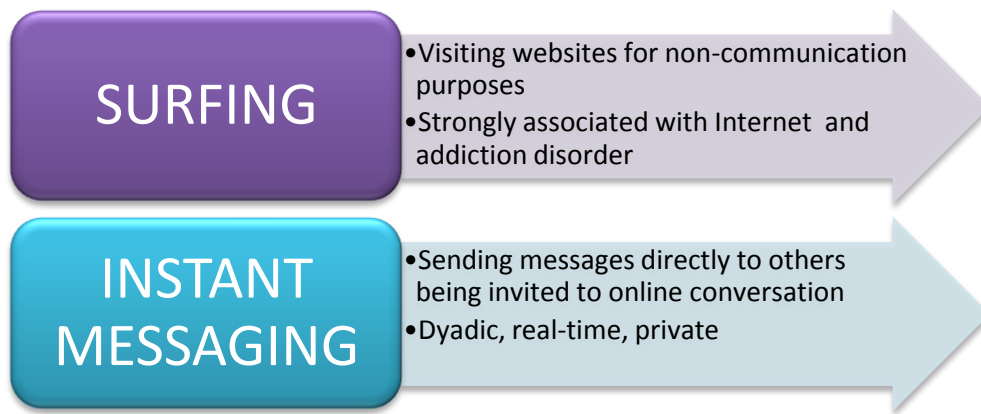 SURFING
•Visiting websites for non-communication
purposes
•Strongly associated with Internet and
addiction disorder
INSTANT
MESSAGING
•Sending messages directly to others
being invited to online conversation
•Dyadic, real-time, private